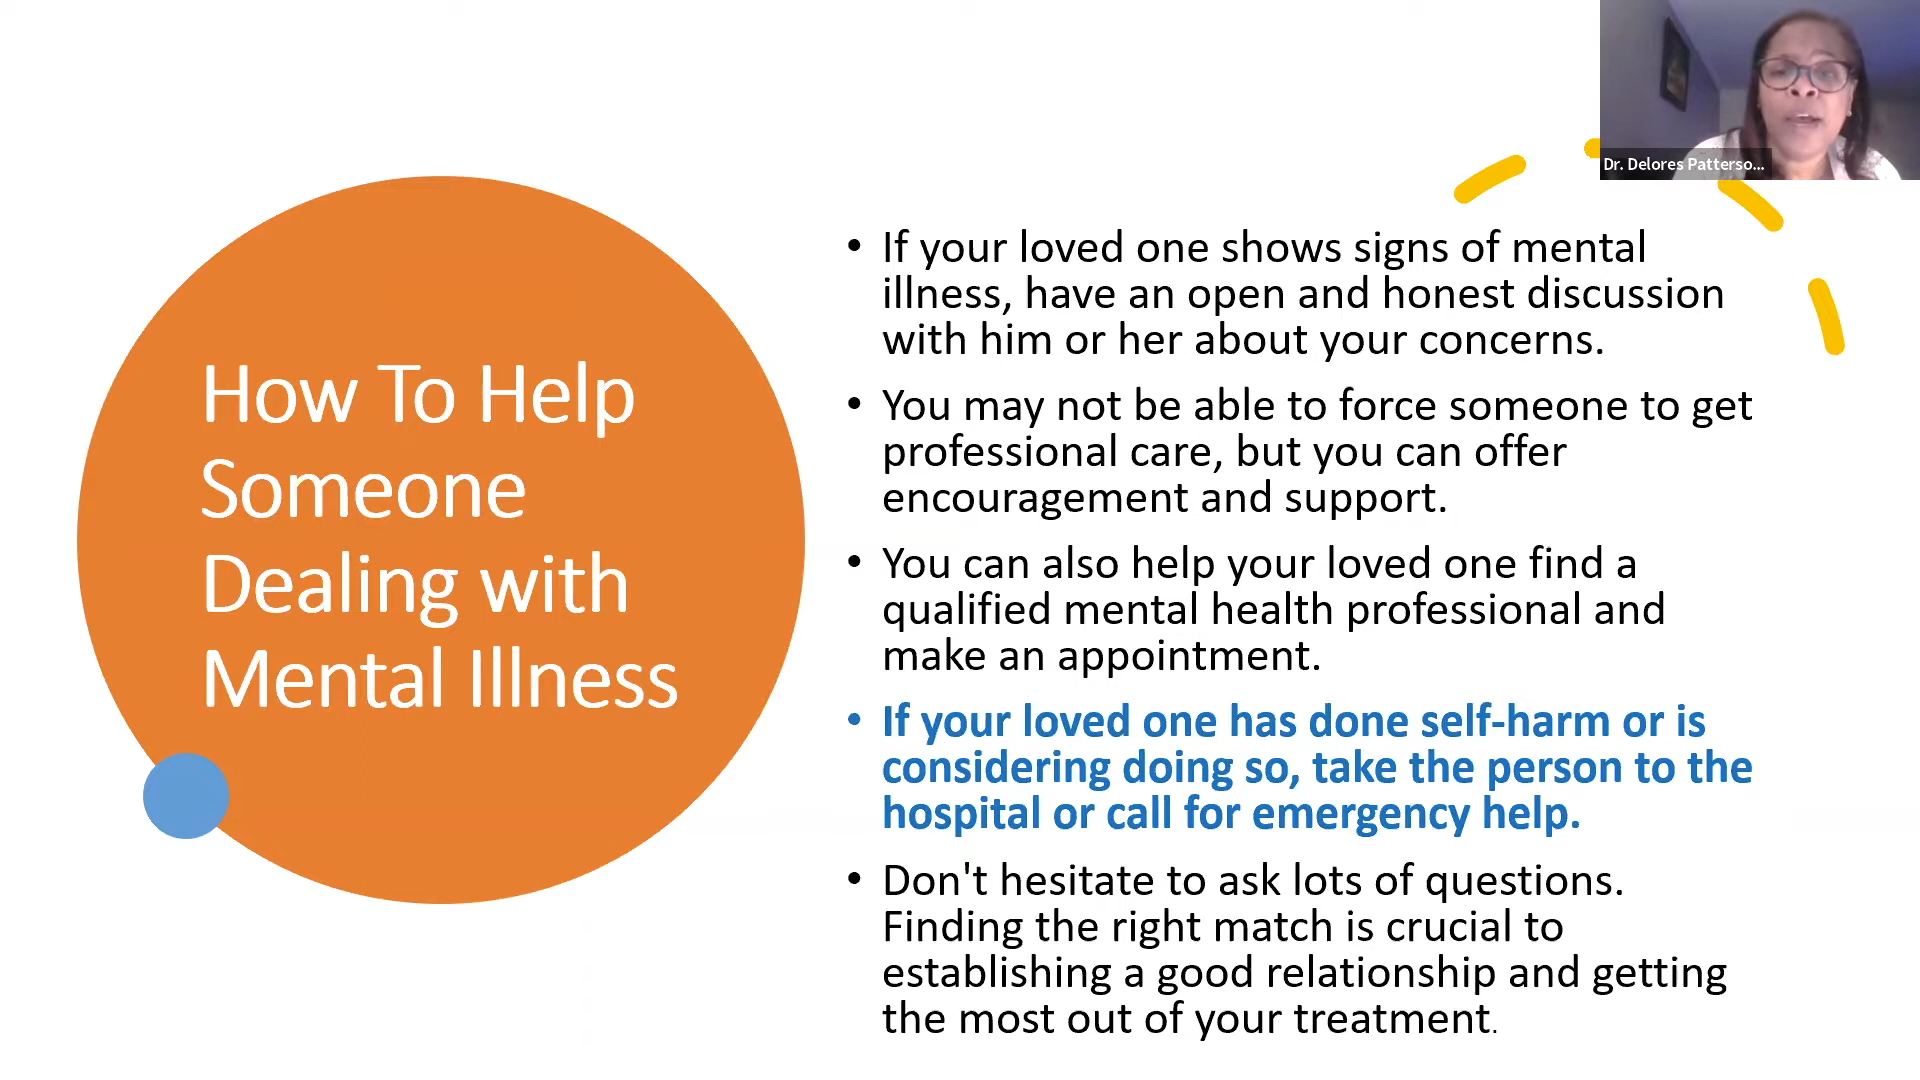 Dr. Delores Patterso...
How To Help
Someone
Dealing with
Mental Illness
• If your loved one shows signs of mental
illness, have an open and honest discussion
with him or her about your concerns.
• You may not be able to force someone to get
professional care, but you can offer
encouragement and support.
• You can also help your loved one find a
qualified mental health professional and
make an appointment.
• If your loved one has done self-harm or is
considering doing so, take the person to the
hospital or call for emergency help.
• Don't hesitate to ask lots of questions.
Finding the right match is crucial to
establishing a good relationship and getting
the most out of your treatment.